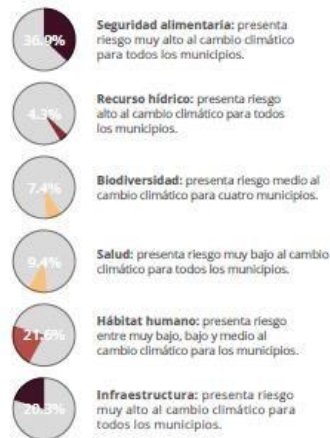 36.9%
Seguridad alimentaria: presenta
riesgo muy alto al cambio climático
para todos los municipios.
4.3%
Recurso hídrico: presenta riesgo
alto al cambio climático para todos
los municipios.
7.4%
Biodiversidad: presenta riesgo medio al
cambio climático para cuatro municipios.
9.4%
Salud: presenta riesgo muy bajo al cambio
climático para todos los municipios.
21.6%
Hábitat humano: presenta riesgo
entre muy bajo, bajo y medio al
cambio climático para los municipios.
20.3%
Infraestructura: presenta riesgo
muy alto al cambio climático para
todos los municipios.